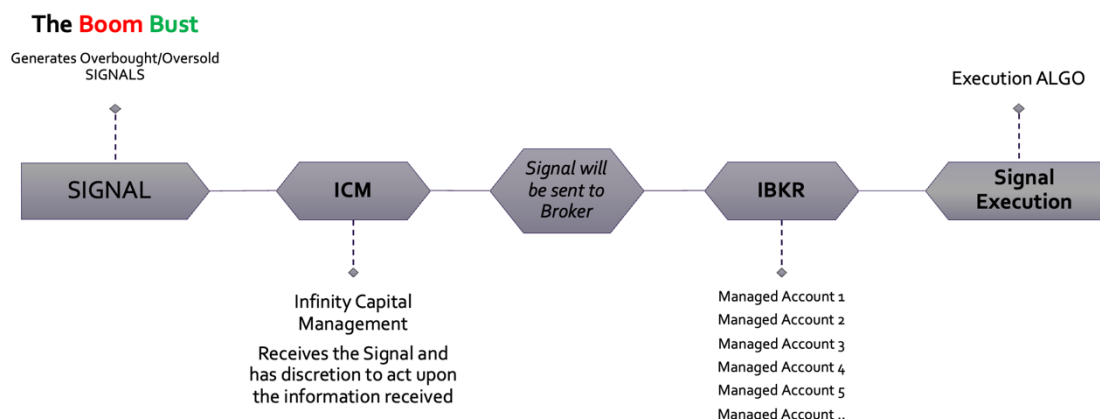 The Boom Bust
Generates Overbought/Oversold
SIGNALS
Execution ALGO
SIGNAL
ICM
Signal will
be sent to
Broker
IBKR
Signal
Execution
Infinity Capital
Management
Receives the Signal and
has discretion to act upon
the information received
Managed Account 1
Managed Account 2
Managed Account 3
Managed Account 4
Managed Account 5
Managed Account ..